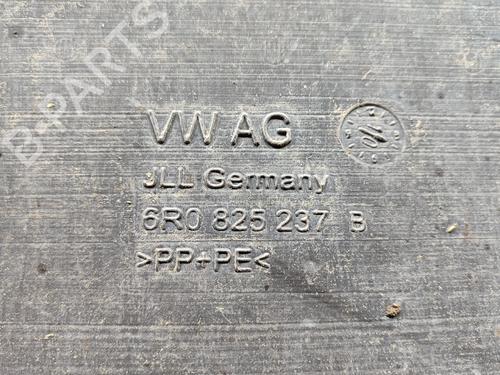 B-PARTS
VW AG
JLL Germany
6R0 825 237 B
>PP+PE<